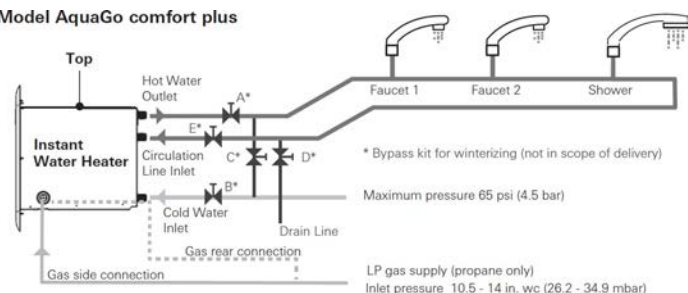 Model AquaGo comfort plus
Top
Hot Water
Outlet
A*
Faucet 1
Faucet 2
Shower
Instant
Water Heater
E*
Circulation
Line Inlet
C*
D*
* Bypass kit for winterizing (not in scope of delivery)
B*
Maximum pressure 65 psi (4.5 bar)
Cold Water
Inlet
Drain Line
Gas rear connection
Gas side connection
LP gas supply (propane only)
Inlet pressure 10.5 - 14 in. wc (26.2 - 34.9 mbar)